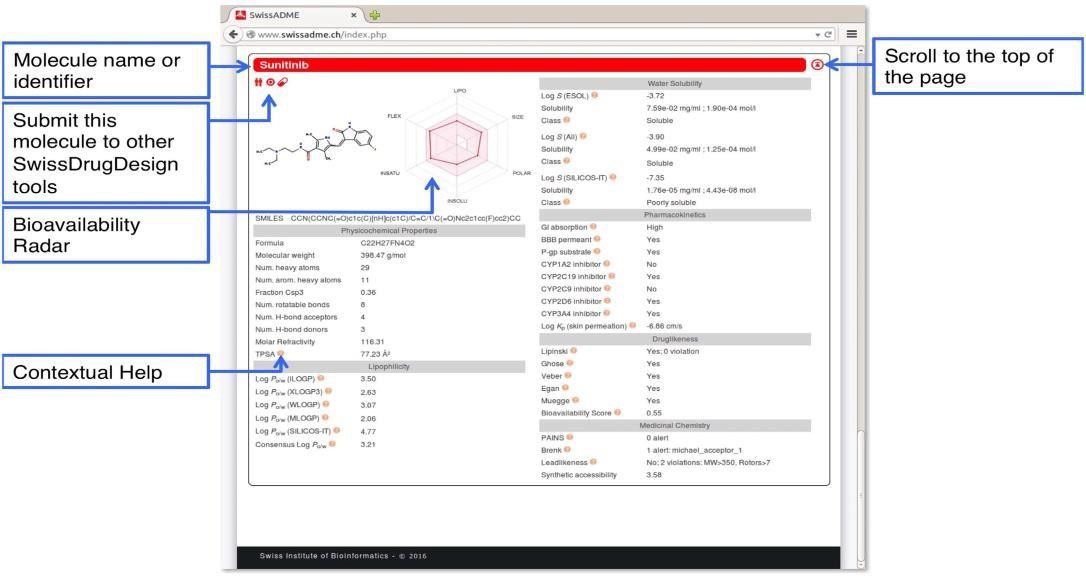 SwissADME
www.swissadme.ch/index.php
Molecule name or
identifier
Submit this
molecule to other
SwissDrugDesign
tools
Bioavailability
Radar
Contextual Help
Scroll to the top of
the page
Sunitinib
LIPO
FLEX
SIZE
INSATU
POLAR
INSOLU
SMILES CCN(CCNC(=O)c1c(C)[nH]c(c1C)/C=C/1\C(=O)Nc2c1cc(F)cc2)CC
Physicochemical Properties
Formula C22H27FN4O2
Molecular weight 398.47 g/mol
Num. heavy atoms 29
Num. arom. heavy atoms 11
Fraction Csp3 0.36
Num. rotatable bonds 8
Num. H-bond acceptors 4
Num. H-bond donors 3
Molar Refractivity 116.31
TPSA 77.23 Å²
Lipophilicity
Log Po/w (iLOGP) 3.50
Log Po/w (XLOGP3) 2.63
Log Po/w (WLOGP) 3.07
Log Po/w (MLOGP) 2.06
Log Po/w (SILICOS-IT) 4.77
Consensus Log Po/w 3.21
Water Solubility
Log S (ESOL) -3.72
Solubility 7.59e-02 mg/ml ; 1.90e-04 mol/l
Class Soluble
Log S (Ali) -3.90
Solubility 4.99e-02 mg/ml ; 1.25e-04 mol/l
Class Soluble
Log S (SILICOS-IT) -7.35
Solubility 1.76e-05 mg/ml ; 4.43e-08 mol/l
Class Poorly soluble
Pharmacokinetics
GI absorption High
BBB permeant Yes
P-gp substrate Yes
CYP1A2 inhibitor No
CYP2C19 inhibitor Yes
CYP2C9 inhibitor No
CYP2D6 inhibitor Yes
CYP3A4 inhibitor Yes
Log Kp (skin permeation) -6.86 cm/s
Druglikeness
Lipinski Yes; 0 violation
Ghose Yes
Veber Yes
Egan Yes
Muegge Yes
Bioavailability Score 0.55
Medicinal Chemistry
PAINS 0 alert
Brenk 1 alert: michael_acceptor_1
Leadlikeness No; 2 violations: MW>350, Rotors>7
Synthetic accessibility 3.58
Swiss Institute of Bioinformatics - © 2016